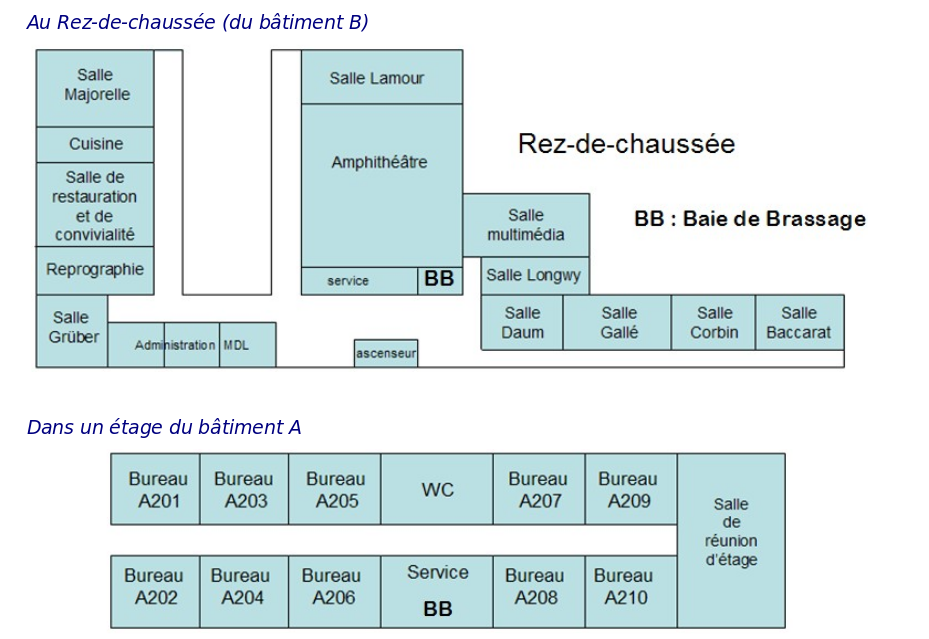 Au Rez-de-chaussée (du bâtiment B)
Salle
Majorelle
Cuisine
Salle de
restauration
et de
convivialité
Reprographie
Salle
Grüber
Administration
MDL
Salle Lamour
Amphithéâtre
service
BB
ascenseur
Salle
multimédia
Salle Longwy
Salle
Daum
Salle
Gallé
Salle
Corbin
Salle
Baccarat
Rez-de-chaussée
BB : Baie de Brassage
Dans un étage du bâtiment A
Bureau
A201
Bureau
A203
Bureau
A205
WC
Bureau
A207
Bureau
A209
Salle
de
réunion
d'étage
Bureau
A202
Bureau
A204
Bureau
A206
Service
BB
Bureau
A208
Bureau
A210